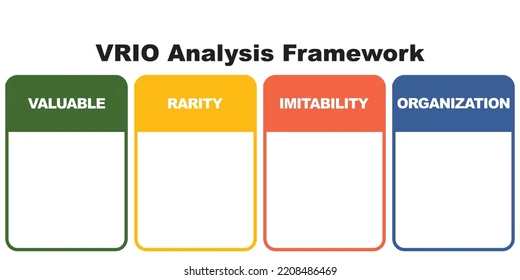 VRIO Analysis Framework
VALUABLE
RARITY
IMITABILITY
ORGANIZATION
shutterstock.com · 2208486469